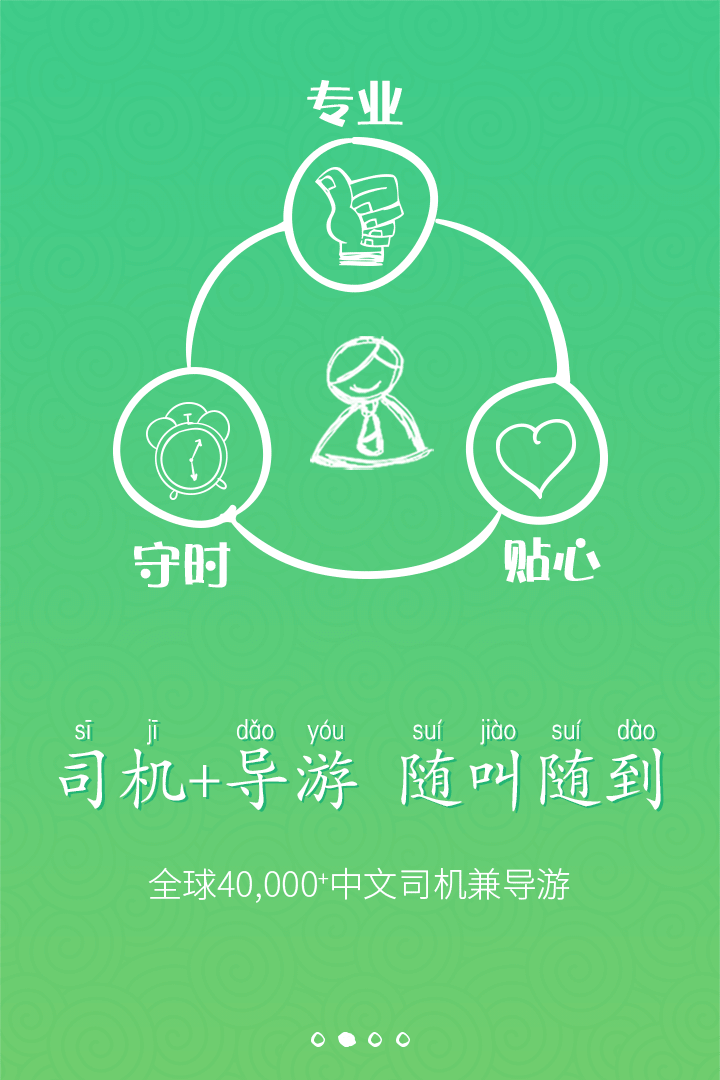 专业
守时
贴心
sī jī dǎo yóu suí jiào suí dào
司机+导游 随叫随到
全球40,000+中文司机兼导游